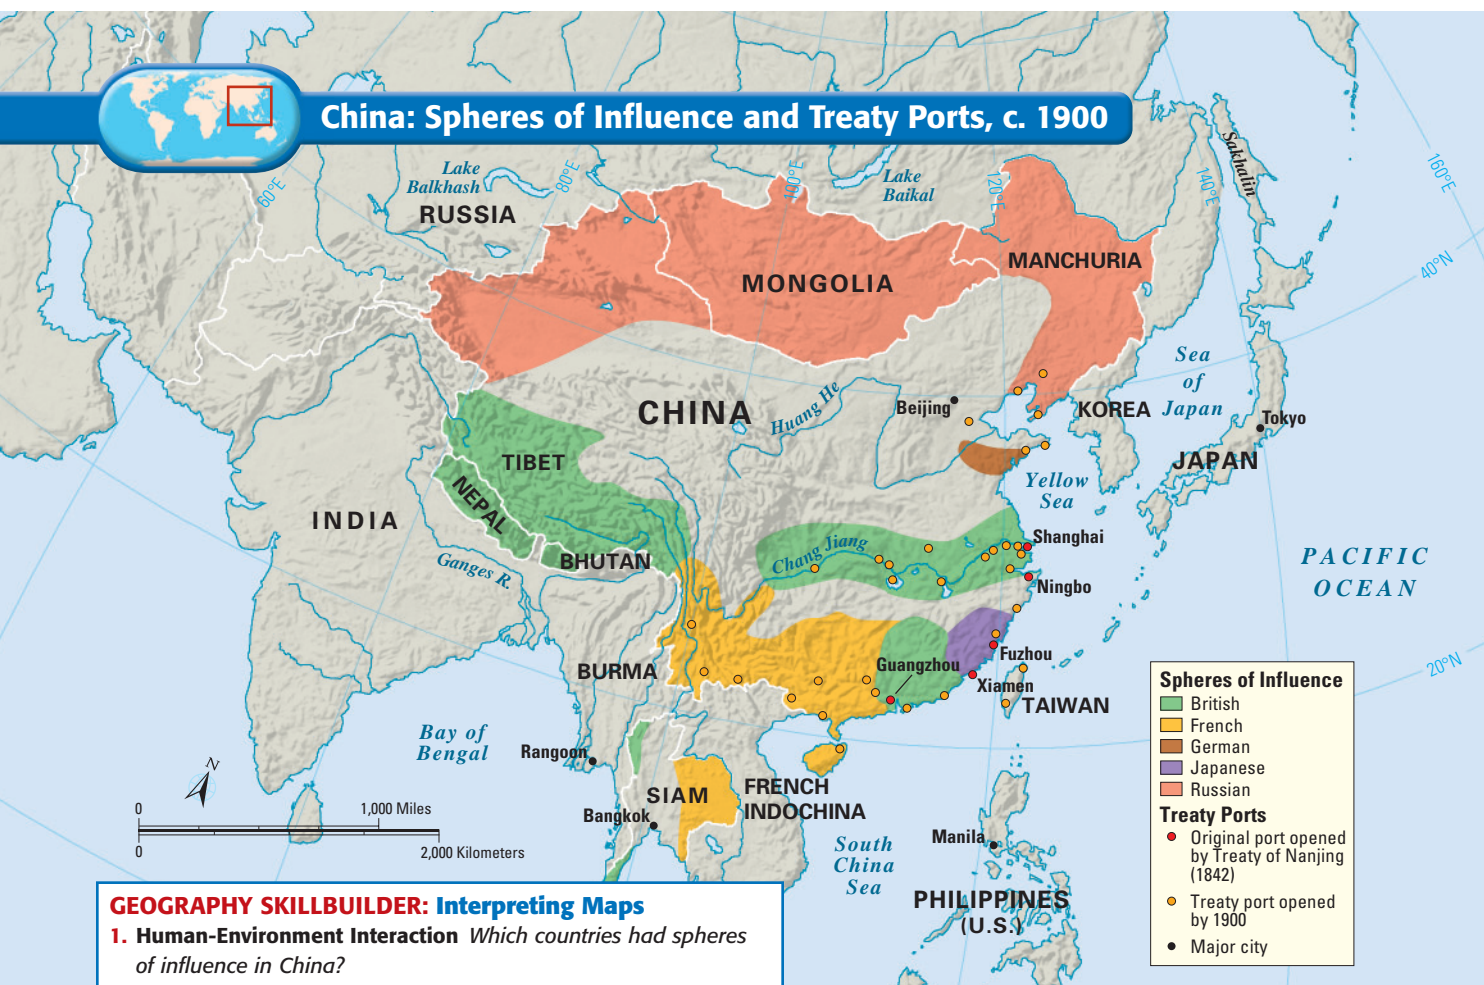 China: Spheres of Influence and Treaty Ports, c. 1900
60°E
80°E
100°E
120°E
140°E
160°E
40°N
20°N
Lake
Balkhash
RUSSIA
Lake
Baikal
Sakhalin
MONGOLIA
MANCHURIA
Sea
of
Japan
CHINA
Huang He
Beijing
KOREA
Tokyo
JAPAN
TIBET
NEPAL
INDIA
BHUTAN
Ganges R.
Yellow
Sea
Chang Jiang
Shanghai
Ningbo
PACIFIC
OCEAN
BURMA
Guangzhou
Fuzhou
Xiamen
TAIWAN
Bay of
Bengal
Rangoon
SIAM
Bangkok
FRENCH
INDOCHINA
South
China
Sea
Manila
PHILIPPINES
(U.S.)
N
0
1,000 Miles
0
2,000 Kilometers
Spheres of Influence
British
French
German
Japanese
Russian
Treaty Ports
Original port opened
by Treaty of Nanjing
(1842)
Treaty port opened
by 1900
Major city
GEOGRAPHY SKILLBUILDER: Interpreting Maps
1. Human-Environment Interaction Which countries had spheres
of influence in China?